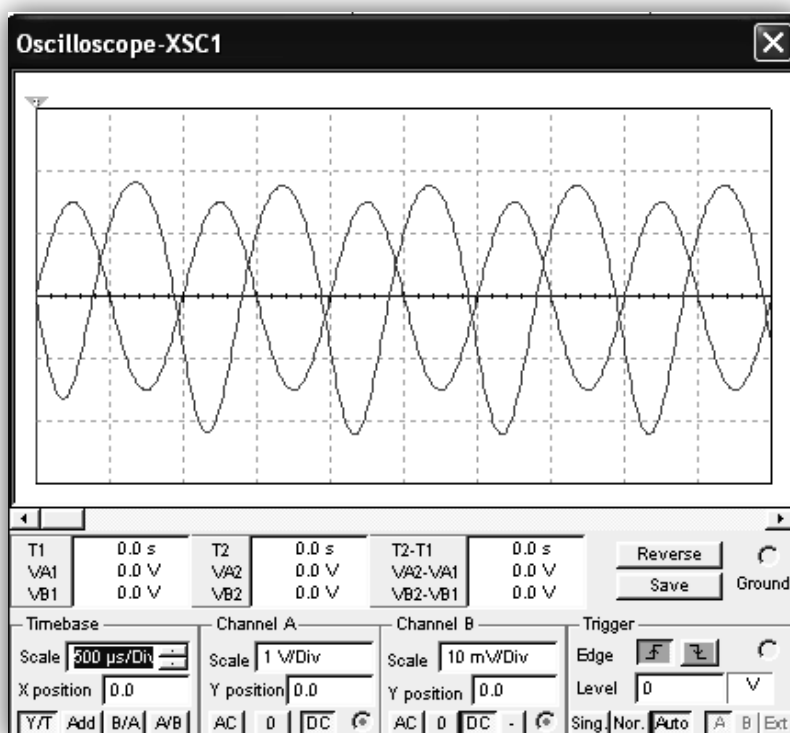 Oscilloscope-XSC1
T1 0.0 s T2 0.0 s T2-T1 0.0 s
VA1 0.0 V VA2 0.0 V VA2-VA1 0.0 V
VB1 0.0 V VB2 0.0 V VB2-VB1 0.0 V
Reverse
Save
Ground
Timebase
Scale 500 µs/Div
X position 0.0
Y/T Add B/A A/B
Channel A
Scale 1 V/Div
Y position 0.0
AC 0 DC
Channel B
Scale 10 mV/Div
Y position 0.0
AC 0 DC -
Trigger
Edge
Level 0 V
Sing. Nor. Auto A B Ext